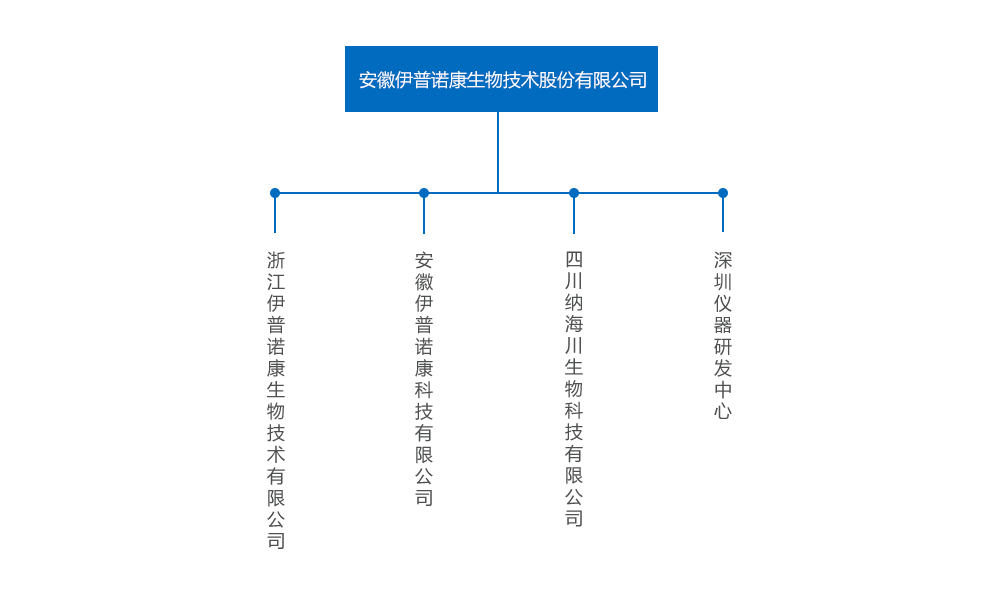 安徽伊普诺康生物技术股份有限公司
浙江伊普诺康生物技术有限公司
安徽伊普诺康科技有限公司
四川纳海川生物科技有限公司
深圳仪器研发中心